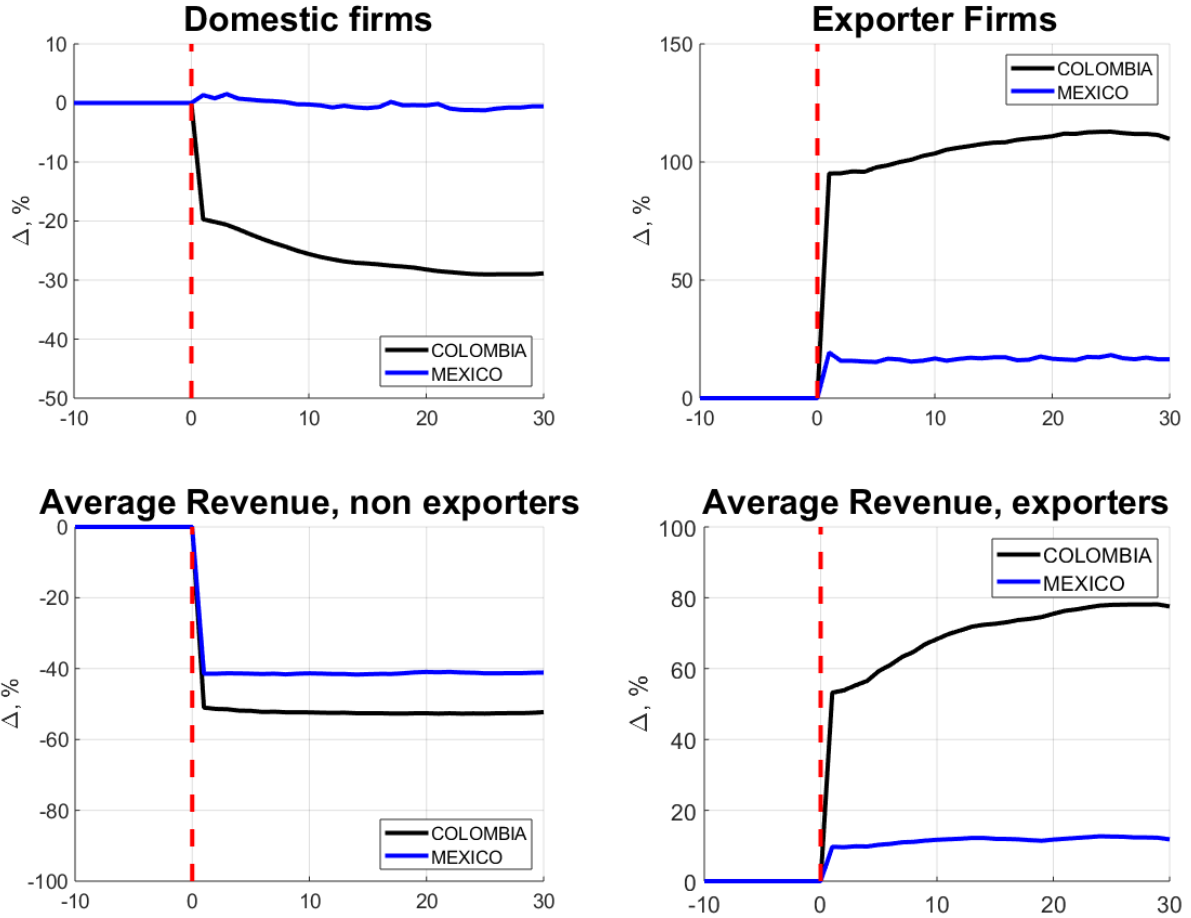 Domestic firms
10
0
-10
-20
-30
-40
-50
Δ, %
-10 0 10 20 30
COLOMBIA
MEXICO
Exporter Firms
150
100
50
0
Δ, %
-10 0 10 20 30
COLOMBIA
MEXICO
Average Revenue, non exporters
0
-20
-40
-60
-80
-100
Δ, %
-10 0 10 20 30
COLOMBIA
MEXICO
Average Revenue, exporters
100
80
60
40
20
0
Δ, %
-10 0 10 20 30
COLOMBIA
MEXICO